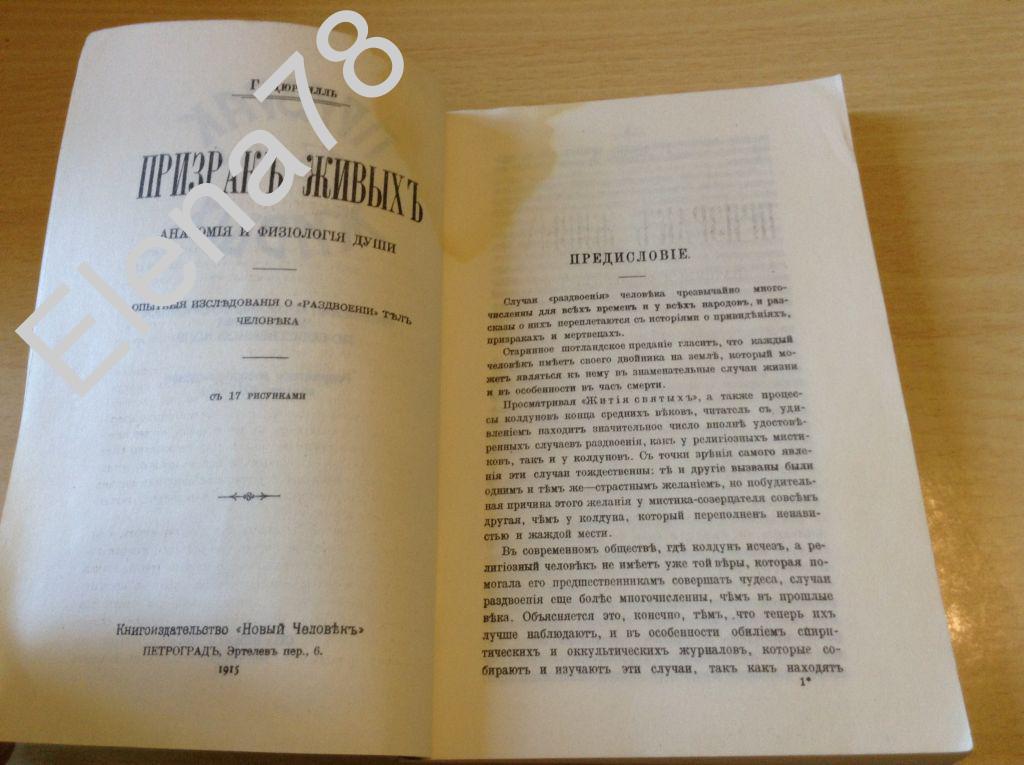 Г. Дюрвилль
ПРИЗРАКЪ ЖИВЫХЪ
АНАТОМІЯ И ФИЗІОЛОГІЯ ДУШИ
ОПЫТНЫЯ ИЗСЛѢДОВАНІЯ О «РАЗДВОЕНІИ» ТѢЛЪ
ЧЕЛОВѢКА
СЪ 17 РИСУНКАМИ
Книгоиздательство «Новый Человѣкъ»
ПЕТРОГРАДЪ, Эртелевъ пер., 6.
1915
ПРЕДИСЛОВІЕ.
Случаи «раздвоенія» человѣка чрезвычайно много-
численны для всѣхъ временъ и у всѣхъ народовъ, и раз-
сказы о нихъ переплетаются съ исторіями о привидѣніяхъ,
призракахъ и мертвецахъ.
Старинное шотландское преданіе гласитъ, что каждый
человѣкъ имѣетъ своего двойника на землѣ, который мо-
жетъ являться къ нему въ знаменательные случаи жизни
и въ особенности въ часъ смерти.
Просматривая «Житія святыхъ», а также процес-
сы колдуновъ конца среднихъ вѣковъ, читатель съ уди-
вленіемъ находитъ значительное число вполнѣ удостовѣ-
ренныхъ случаевъ раздвоенія, какъ у религіозныхъ мисти-
ковъ, такъ и у колдуновъ. Съ точки зрѣнія самого явле-
нія эти случаи тождественны: тѣ и другіе вызваны были
однимъ и тѣмъ же—страстнымъ желаніемъ, но побудитель-
ная причина этого желанія у мистика-созерцателя совсѣмъ
другая, чѣмъ у колдуна, который переполненъ ненави-
стью и жаждой мести.
Въ современномъ обществѣ, гдѣ колдунъ исчезъ, а ре-
лигіозный человѣкъ не имѣетъ уже той вѣры, которая по-
могала его предшественникамъ совершать чудеса, случаи
раздвоенія еще болѣе многочисленны, чѣмъ въ прошлые
вѣка. Объясняется это, конечно, тѣмъ, что теперь ихъ
лучше наблюдаютъ, и въ особенности обиліемъ спири-
тическихъ и оккультическихъ журналовъ, которые со-
бираютъ и изучаютъ эти случаи, такъ какъ находятъ
1*
Elena78